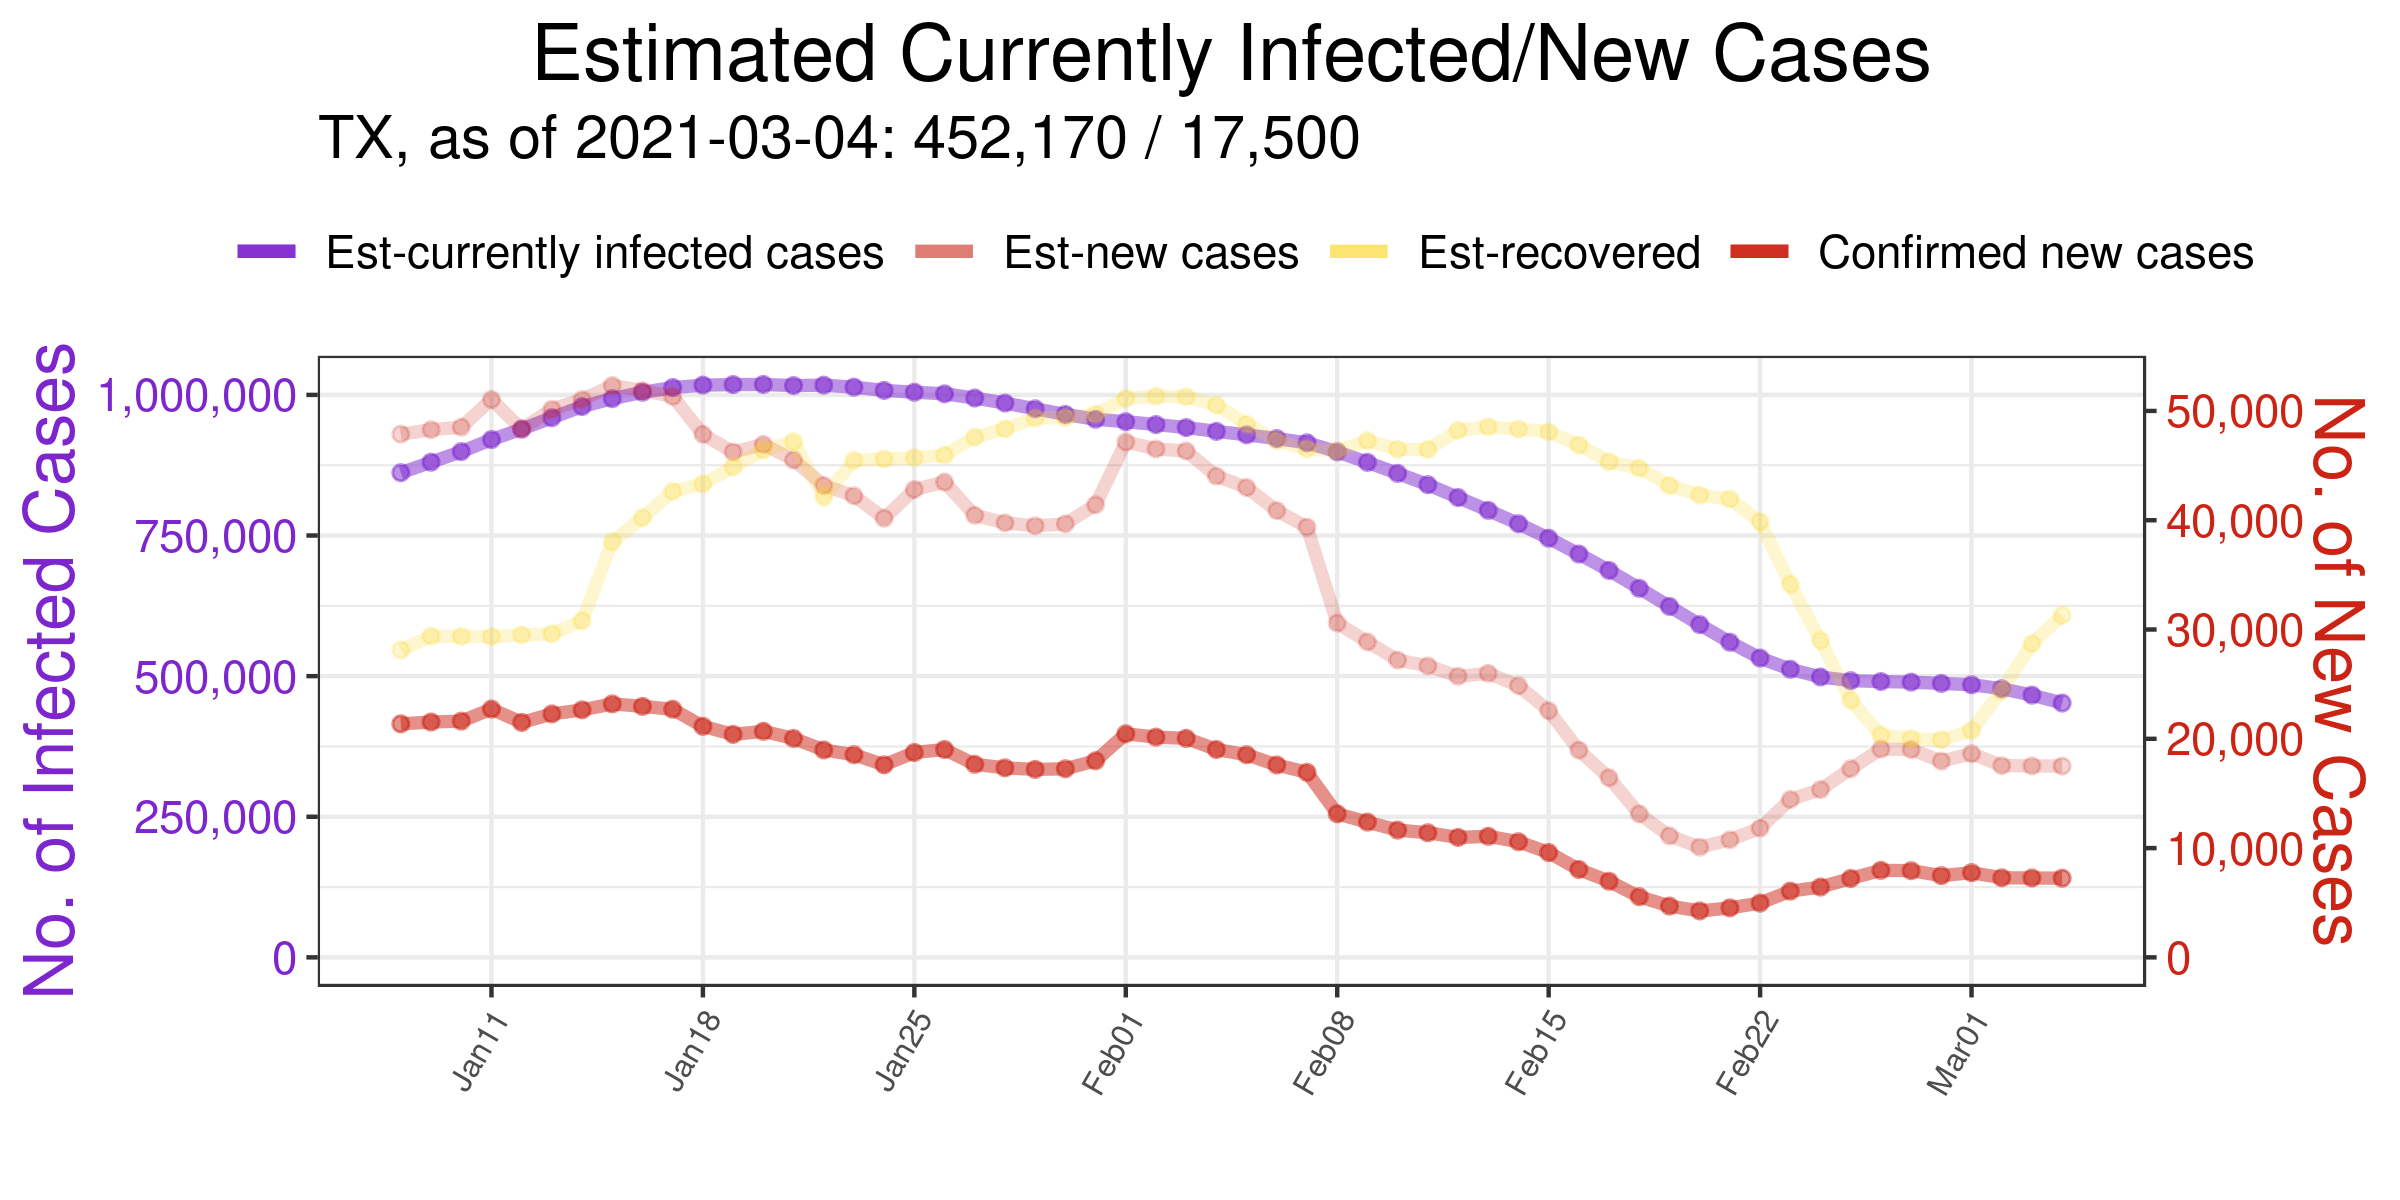 Estimated Currently Infected/New Cases
TX, as of 2021-03-04: 452,170 / 17,500
Est-currently infected cases Est-new cases Est-recovered Confirmed new cases
No. of Infected Cases
1,000,000
750,000
500,000
250,000
0
50,000
40,000
30,000
20,000
10,000
0
No. of New Cases
Jan11 Jan18 Jan25 Feb01 Feb08 Feb15 Feb22 Mar01